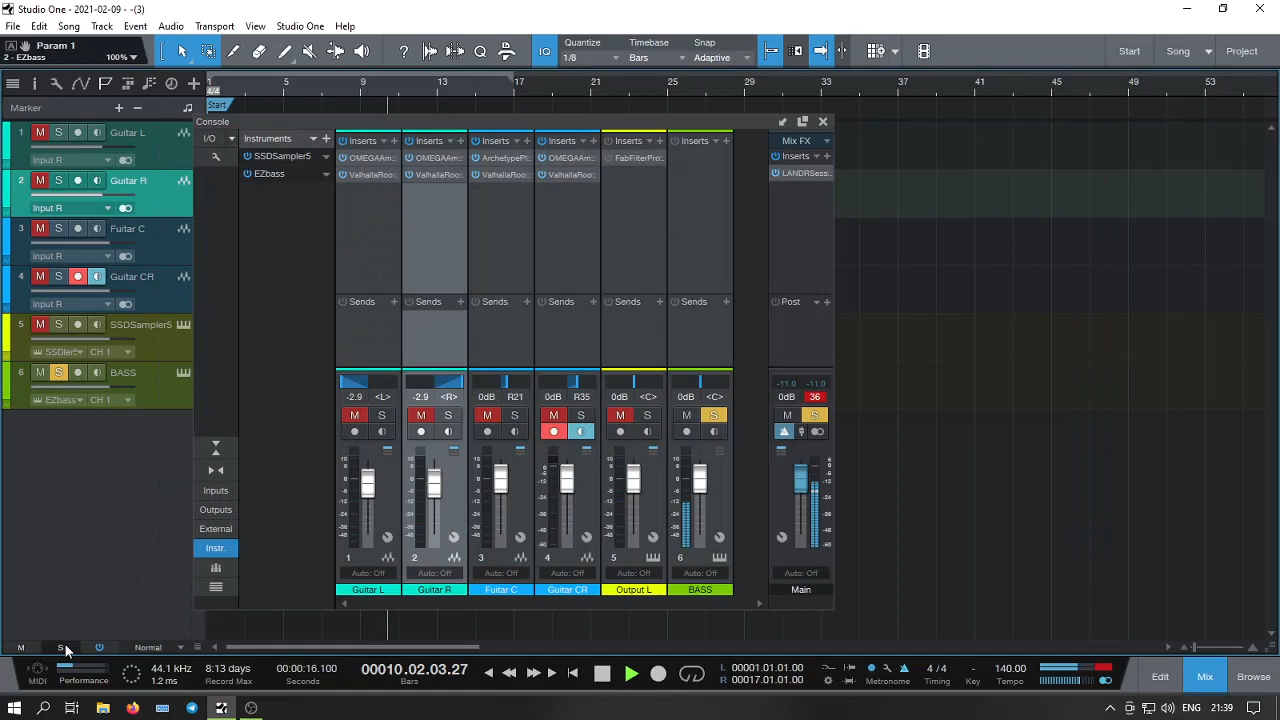 Studio One - 2021-02-09 - -(3)
File Edit Song Track Event Audio Transport View Studio One Help
A Param 1
2 - EZbass 100%
? IQ Quantize 1/8 Timebase Bars Snap Adaptive Start Song Project
1 5 9 13 17 21 25 29 33 37 41 45 49 53
4/4
Marker
Start
Console
1 M S Guitar L
Input R
2 M S Guitar R
Input R
3 M S Fuitar C
Input R
4 M S Guitar CR
Input R
5 M S SSDSampler5
CH 1
6 M S BASS
EZbass CH 1
I/O Instruments Inserts Inserts Inserts Inserts Inserts Inserts Mix FX
SSDSampler5 OMEGAAm... OMEGAAm... ArchetypePl... OMEGAAm... FabFilterPro... Inserts
EZbass ValhallaRoo... ValhallaRoo... ValhallaRoo... ValhallaRoo... LANDRSess...
Sends Sends Sends Sends Sends Sends Post
-2.9 <L> -2.9 <R> 0dB R21 0dB R35 0dB <C> 0dB <C> -11.0 -11.0
0dB 36
M S M S M S M S M S M S M S
Inputs
Outputs
External
Instr.
1 2 3 4 5 6
Auto: Off Auto: Off Auto: Off Auto: Off Auto: Off Auto: Off Auto: Off
Guitar L Guitar R Fuitar C Guitar CR Output L BASS Main
M S Normal
MIDI Performance 44.1 kHz 1.2 ms 8:13 days Record Max 00:00:16.100 Seconds 00010.02.03.27 Bars L 00001.01.01.00 R 00017.01.01.00 Metronome 4 / 4 Timing Key 140.00 Tempo Edit Mix Browse
ENG 21:39